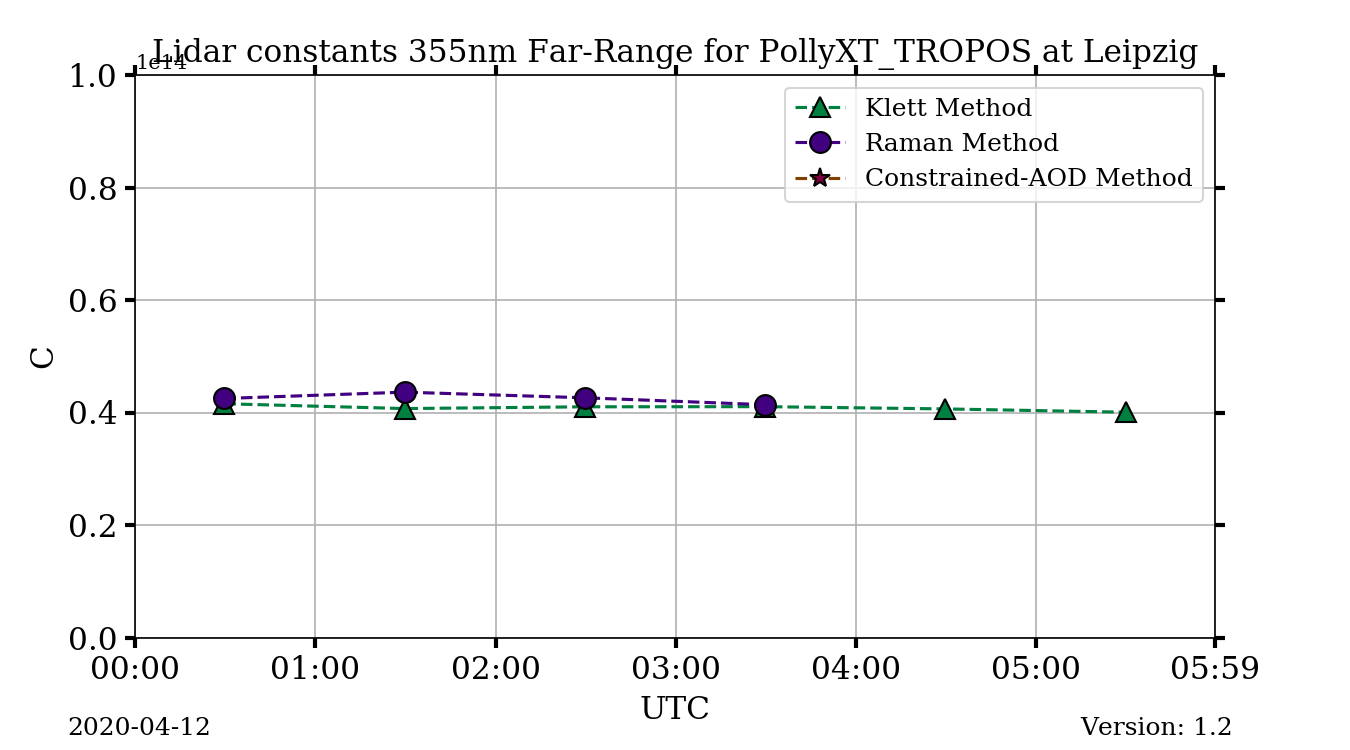 Lidar constants 355nm Far-Range for PollyXT_TROPOS at Leipzig
1e14
1.0
0.8
0.6
0.4
0.2
0.0
C
Klett Method
Raman Method
Constrained-AOD Method
00:00 01:00 02:00 03:00 04:00 05:00 05:59
UTC
2020-04-12 Version: 1.2